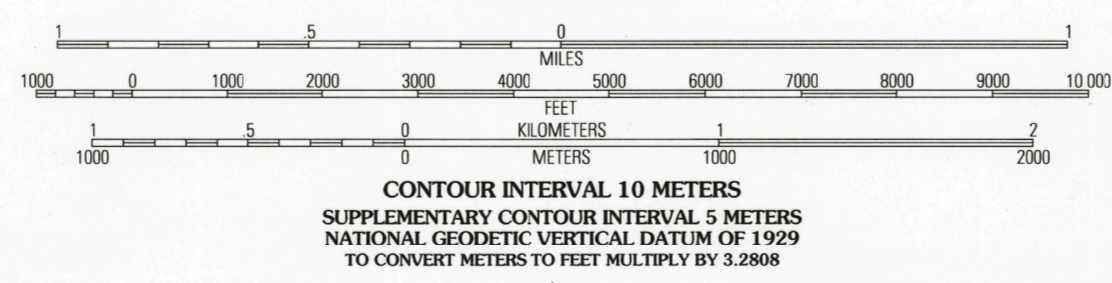 1 .5 0 1
MILES
1000 0 1000 2000 3000 4000 5000 6000 7000 8000 9000 10 000
FEET
1 .5 0 KILOMETERS 1 2
1000 0 METERS 1000 2000
CONTOUR INTERVAL 10 METERS
SUPPLEMENTARY CONTOUR INTERVAL 5 METERS
NATIONAL GEODETIC VERTICAL DATUM OF 1929
TO CONVERT METERS TO FEET MULTIPLY BY 3.2808